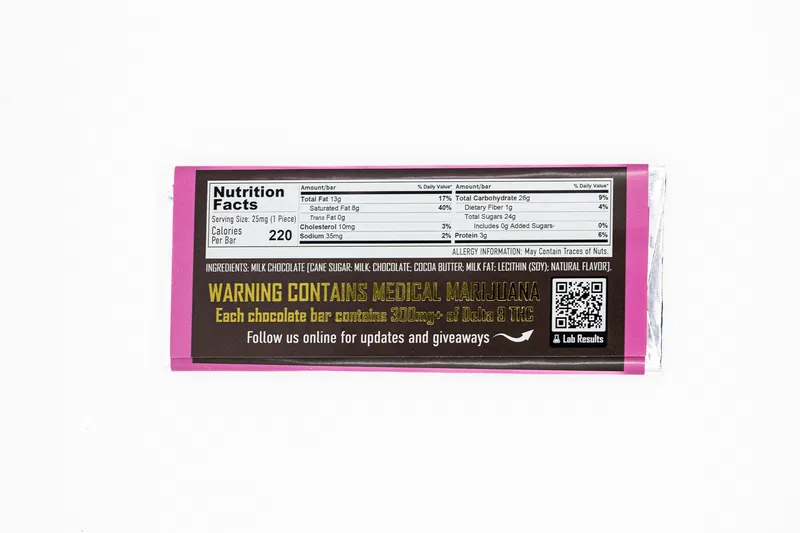 Nutrition
Facts
Serving Size: 25mg (1 Piece)
Calories
Per Bar 220
Amount/bar % Daily Value*
Total Fat 13g 17%
Saturated Fat 8g 40%
Trans Fat 0g
Cholesterol 10mg 3%
Sodium 35mg 2%
Amount/bar % Daily Value*
Total Carbohydrate 26g 9%
Dietary Fiber 1g 4%
Total Sugars 24g
Includes 0g Added Sugars- 0%
Protein 3g 6%
ALLERGY INFORMATION: May Contain Traces of Nuts.
INGREDIENTS: MILK CHOCOLATE [CANE SUGAR; MILK; CHOCOLATE; COCOA BUTTER; MILK FAT; LECITHIN (SOY); NATURAL FLAVOR].
WARNING CONTAINS MEDICAL MARIJUANA
Each chocolate bar contains 300mg+ of Delta 9 THC
Follow us online for updates and giveaways
Lab Results